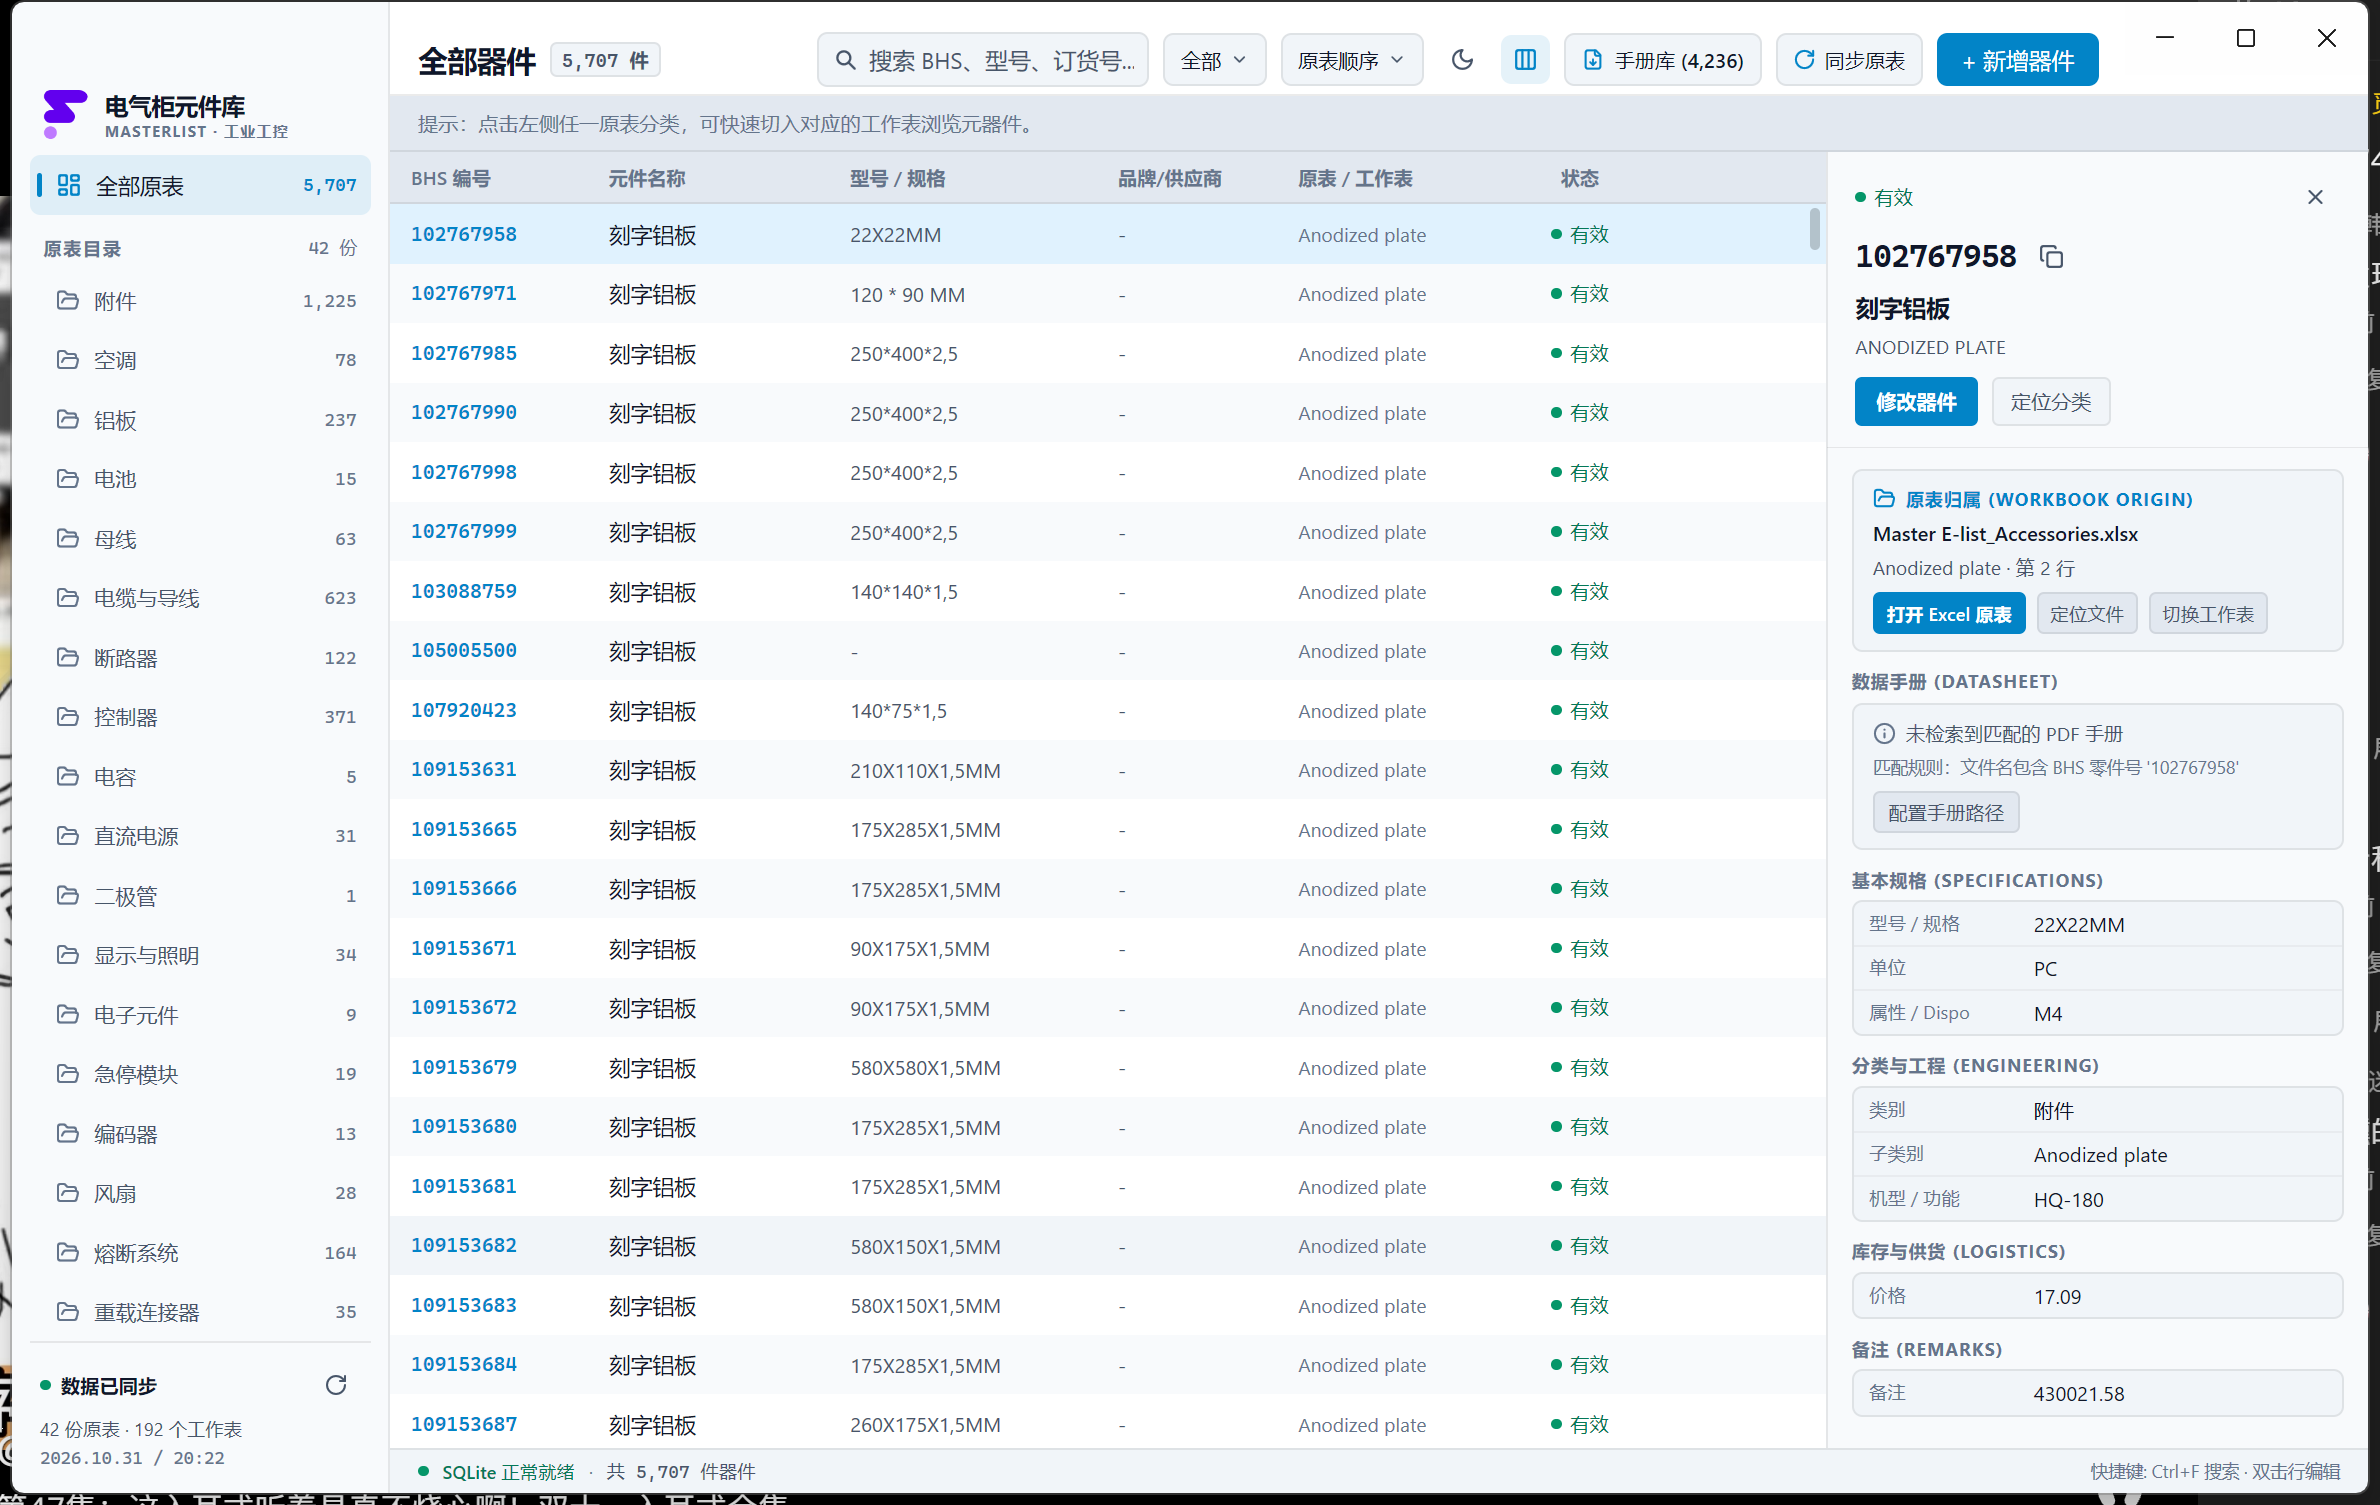 电气柜元件库
MASTERLIST · 工业工控
全部原表 5,707
原表目录 42 份
附件 1,225
空调 78
铝板 237
电池 15
母线 63
电缆与导线 623
断路器 122
控制器 371
电容 5
直流电源 31
二极管 1
显示与照明 34
电子元件 9
急停模块 19
编码器 13
风扇 28
熔断系统 164
重载连接器 35
数据已同步
42 份原表 · 192 个工作表
2026.10.31 / 20:22
全部器件 5,707 件 搜索 BHS、型号、订货号... 全部 原表顺序 手册库 (4,236) 同步原表 + 新增器件
提示：点击左侧任一原表分类，可快速切入对应的工作表浏览元器件。
BHS 编号 元件名称 型号 / 规格 品牌/供应商 原表 / 工作表 状态
102767958 刻字铝板 22X22MM - Anodized plate 有效
102767971 刻字铝板 120 * 90 MM - Anodized plate 有效
102767985 刻字铝板 250*400*2,5 - Anodized plate 有效
102767990 刻字铝板 250*400*2,5 - Anodized plate 有效
102767998 刻字铝板 250*400*2,5 - Anodized plate 有效
102767999 刻字铝板 250*400*2,5 - Anodized plate 有效
103088759 刻字铝板 140*140*1,5 - Anodized plate 有效
105005500 刻字铝板 - - Anodized plate 有效
107920423 刻字铝板 140*75*1,5 - Anodized plate 有效
109153631 刻字铝板 210X110X1,5MM - Anodized plate 有效
109153665 刻字铝板 175X285X1,5MM - Anodized plate 有效
109153666 刻字铝板 175X285X1,5MM - Anodized plate 有效
109153671 刻字铝板 90X175X1,5MM - Anodized plate 有效
109153672 刻字铝板 90X175X1,5MM - Anodized plate 有效
109153679 刻字铝板 580X580X1,5MM - Anodized plate 有效
109153680 刻字铝板 175X285X1,5MM - Anodized plate 有效
109153681 刻字铝板 175X285X1,5MM - Anodized plate 有效
109153682 刻字铝板 580X150X1,5MM - Anodized plate 有效
109153683 刻字铝板 580X150X1,5MM - Anodized plate 有效
109153684 刻字铝板 175X285X1,5MM - Anodized plate 有效
109153687 刻字铝板 260X175X1,5MM - Anodized plate 有效
SQLite 正常就绪 · 共 5,707 件器件
有效
102767958
刻字铝板
ANODIZED PLATE
修改器件 定位分类
原表归属 (WORKBOOK ORIGIN)
Master E-list_Accessories.xlsx
Anodized plate · 第 2 行
打开 Excel 原表 定位文件 切换工作表
数据手册 (DATASHEET)
未检索到匹配的 PDF 手册
匹配规则：文件名包含 BHS 零件号 '102767958'
配置手册路径
基本规格 (SPECIFICATIONS)
型号 / 规格 22X22MM
单位 PC
属性 / Dispo M4
分类与工程 (ENGINEERING)
类别 附件
子类别 Anodized plate
机型 / 功能 HQ-180
库存与供货 (LOGISTICS)
价格 17.09
备注 (REMARKS)
备注 430021.58
快捷键: Ctrl+F 搜索 · 双击行编辑